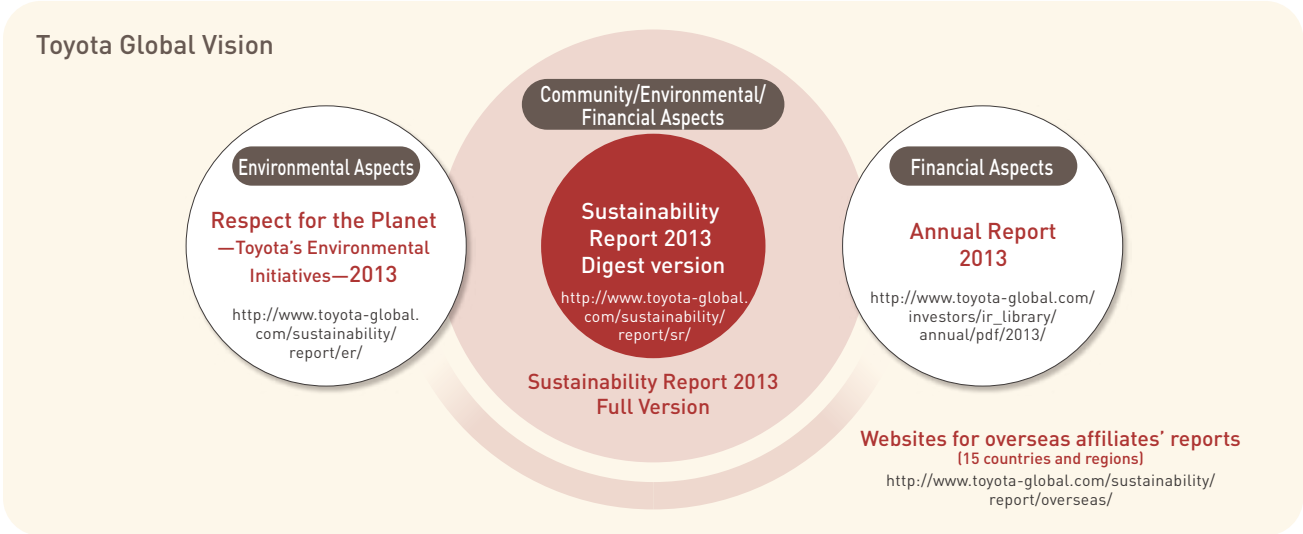 Toyota Global Vision
Community/Environmental/
Financial Aspects
Environmental Aspects
Respect for the Planet
—Toyota's Environmental
Initiatives—2013
http://www.toyota-global.
com/sustainability/
report/er/
Sustainability
Report 2013
Digest version
http://www.toyota-global.
com/sustainability/
report/sr/
Sustainability Report 2013
Full Version
Financial Aspects
Annual Report
2013
http://www.toyota-global.com/
investors/ir_library/
annual/pdf/2013/
Websites for overseas affiliates' reports
(15 countries and regions)
http://www.toyota-global.com/sustainability/
report/overseas/